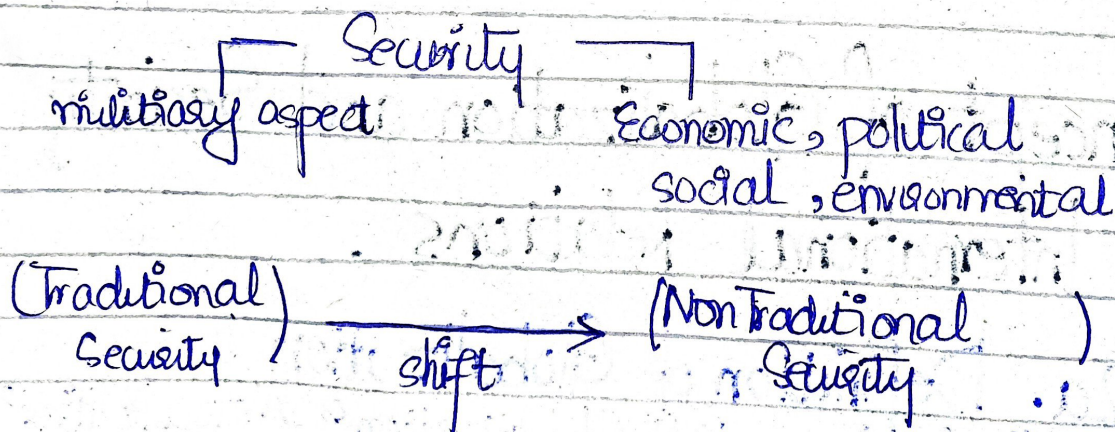 Security
military aspect
Economic, political
social, environmental
(Traditional)
Security
shift
(Non Traditional)
Security